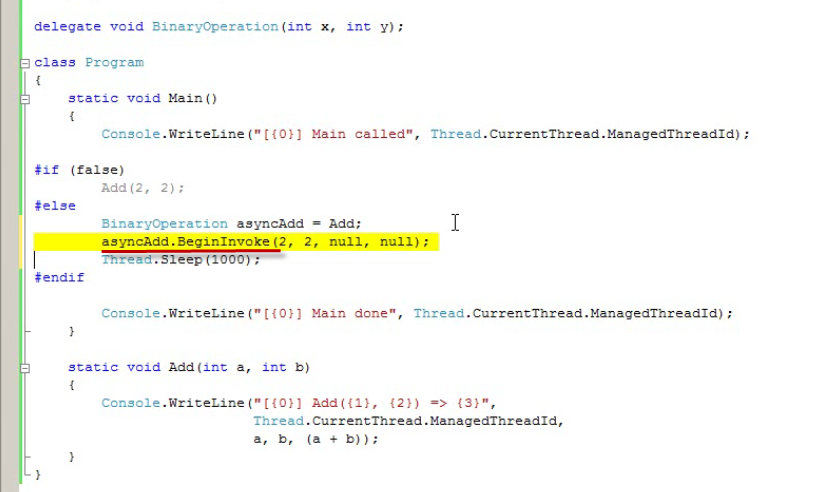 delegate void BinaryOperation(int x, int y);
class Program
{
static void Main()
{
Console.WriteLine("[{0}] Main called", Thread.CurrentThread.ManagedThreadId);
#if (false)
Add(2, 2);
#else
BinaryOperation asyncAdd = Add;
asyncAdd.BeginInvoke(2, 2, null, null);
Thread.Sleep(1000);
#endif
Console.WriteLine("[{0}] Main done", Thread.CurrentThread.ManagedThreadId);
}
static void Add(int a, int b)
{
Console.WriteLine("[{0}] Add({1}, {2}) => {3}",
Thread.CurrentThread.ManagedThreadId,
a, b, (a + b));
}
}